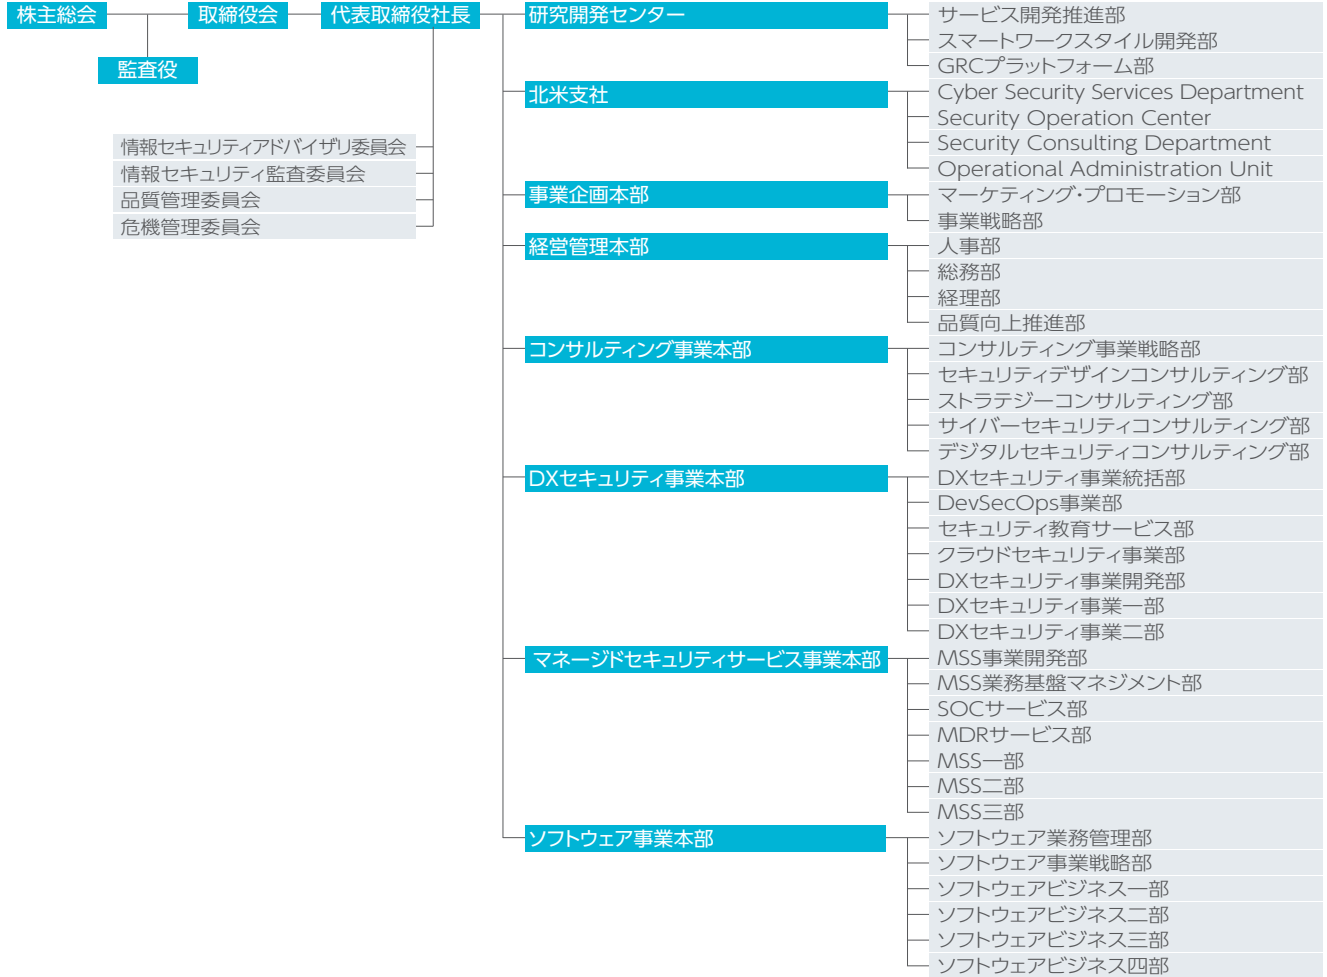 株主総会
取締役会
代表取締役社長
監査役
情報セキュリティアドバイザリ委員会
情報セキュリティ監査委員会
品質管理委員会
危機管理委員会
研究開発センター
サービス開発推進部
スマートワークスタイル開発部
GRCプラットフォーム部
北米支社
Cyber Security Services Department
Security Operation Center
Security Consulting Department
Operational Administration Unit
事業企画本部
マーケティング・プロモーション部
事業戦略部
経営管理本部
人事部
総務部
経理部
品質向上推進部
コンサルティング事業本部
コンサルティング事業戦略部
セキュリティデザインコンサルティング部
ストラテジーコンサルティング部
サイバーセキュリティコンサルティング部
デジタルセキュリティコンサルティング部
DXセキュリティ事業本部
DXセキュリティ事業統括部
DevSecOps事業部
セキュリティ教育サービス部
クラウドセキュリティ事業部
DXセキュリティ事業開発部
DXセキュリティ事業一部
DXセキュリティ事業二部
マネージドセキュリティサービス事業本部
MSS事業開発部
MSS業務基盤マネジメント部
SOCサービス部
MDRサービス部
MSS一部
MSS二部
MSS三部
ソフトウェア事業本部
ソフトウェア業務管理部
ソフトウェア事業戦略部
ソフトウェアビジネス一部
ソフトウェアビジネス二部
ソフトウェアビジネス三部
ソフトウェアビジネス四部